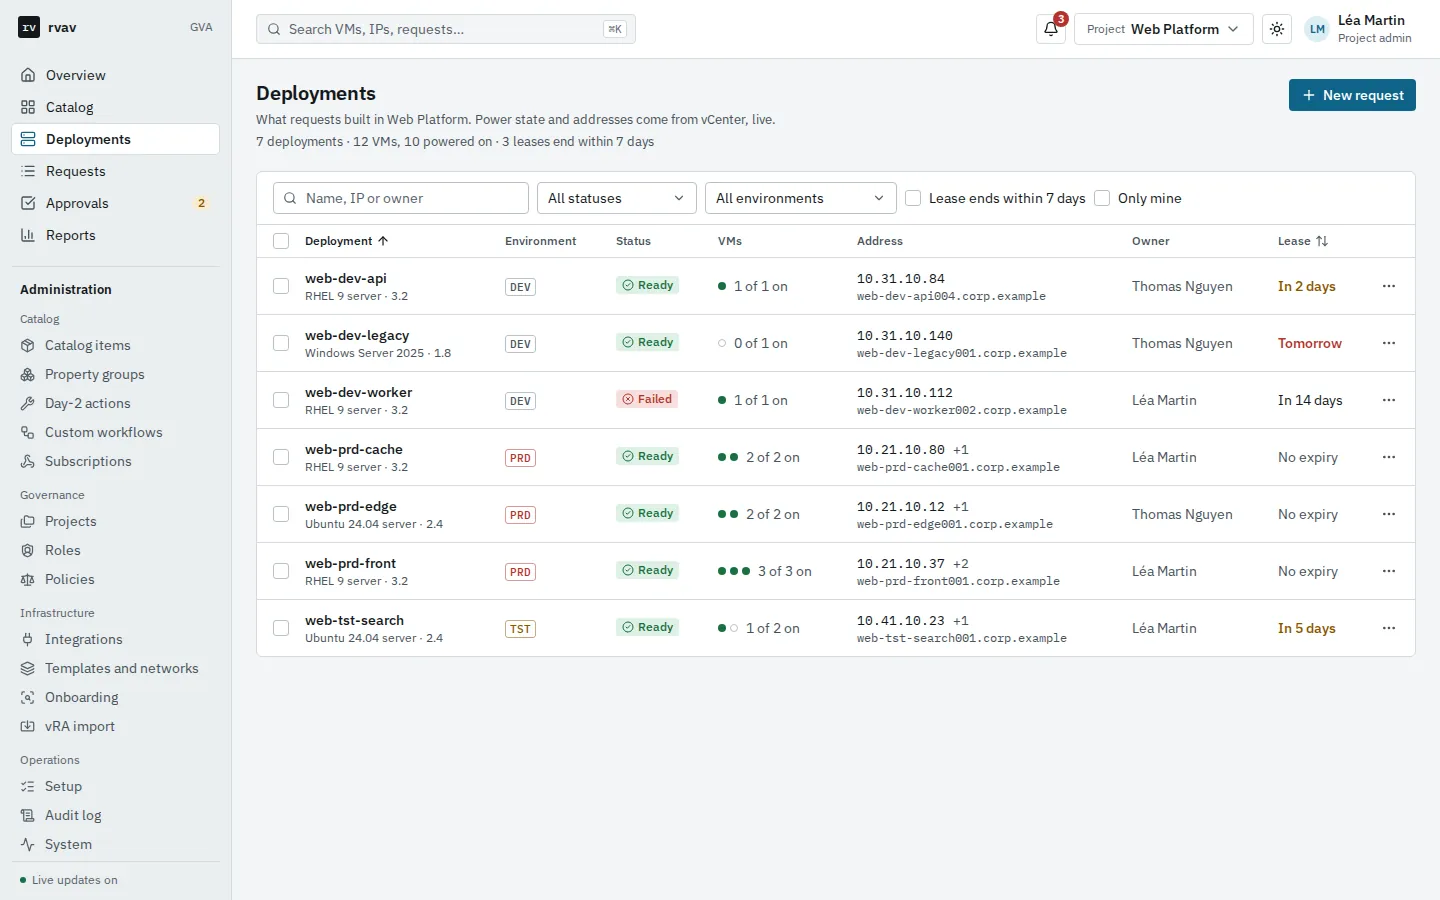 rv rvav GVA
Search VMs, IPs, requests... ⌘K
3
Project Web Platform
LM
Léa Martin
Project admin
Overview
Catalog
Deployments
Requests
Approvals 2
Reports
Administration
Catalog
Catalog items
Property groups
Day-2 actions
Custom workflows
Subscriptions
Governance
Projects
Roles
Policies
Infrastructure
Integrations
Templates and networks
Onboarding
vRA import
Operations
Setup
Audit log
System
Live updates on
Deployments
New request
What requests built in Web Platform. Power state and addresses come from vCenter, live.
7 deployments · 12 VMs, 10 powered on · 3 leases end within 7 days
Name, IP or owner All statuses All environments Lease ends within 7 days Only mine
Deployment Environment Status VMs Address Owner Lease
web-dev-api DEV Ready 1 of 1 on 10.31.10.84 Thomas Nguyen In 2 days
RHEL 9 server · 3.2 web-dev-api004.corp.example
web-dev-legacy DEV Ready 0 of 1 on 10.31.10.140 Thomas Nguyen Tomorrow
Windows Server 2025 · 1.8 web-dev-legacy001.corp.example
web-dev-worker DEV Failed 1 of 1 on 10.31.10.112 Léa Martin In 14 days
RHEL 9 server · 3.2 web-dev-worker002.corp.example
web-prd-cache PRD Ready 2 of 2 on 10.21.10.80 +1 Léa Martin No expiry
RHEL 9 server · 3.2 web-prd-cache001.corp.example
web-prd-edge PRD Ready 2 of 2 on 10.21.10.12 +1 Thomas Nguyen No expiry
Ubuntu 24.04 server · 2.4 web-prd-edge001.corp.example
web-prd-front PRD Ready 3 of 3 on 10.21.10.37 +2 Léa Martin No expiry
RHEL 9 server · 3.2 web-prd-front001.corp.example
web-tst-search TST Ready 1 of 2 on 10.41.10.23 +1 Léa Martin In 5 days
Ubuntu 24.04 server · 2.4 web-tst-search001.corp.example